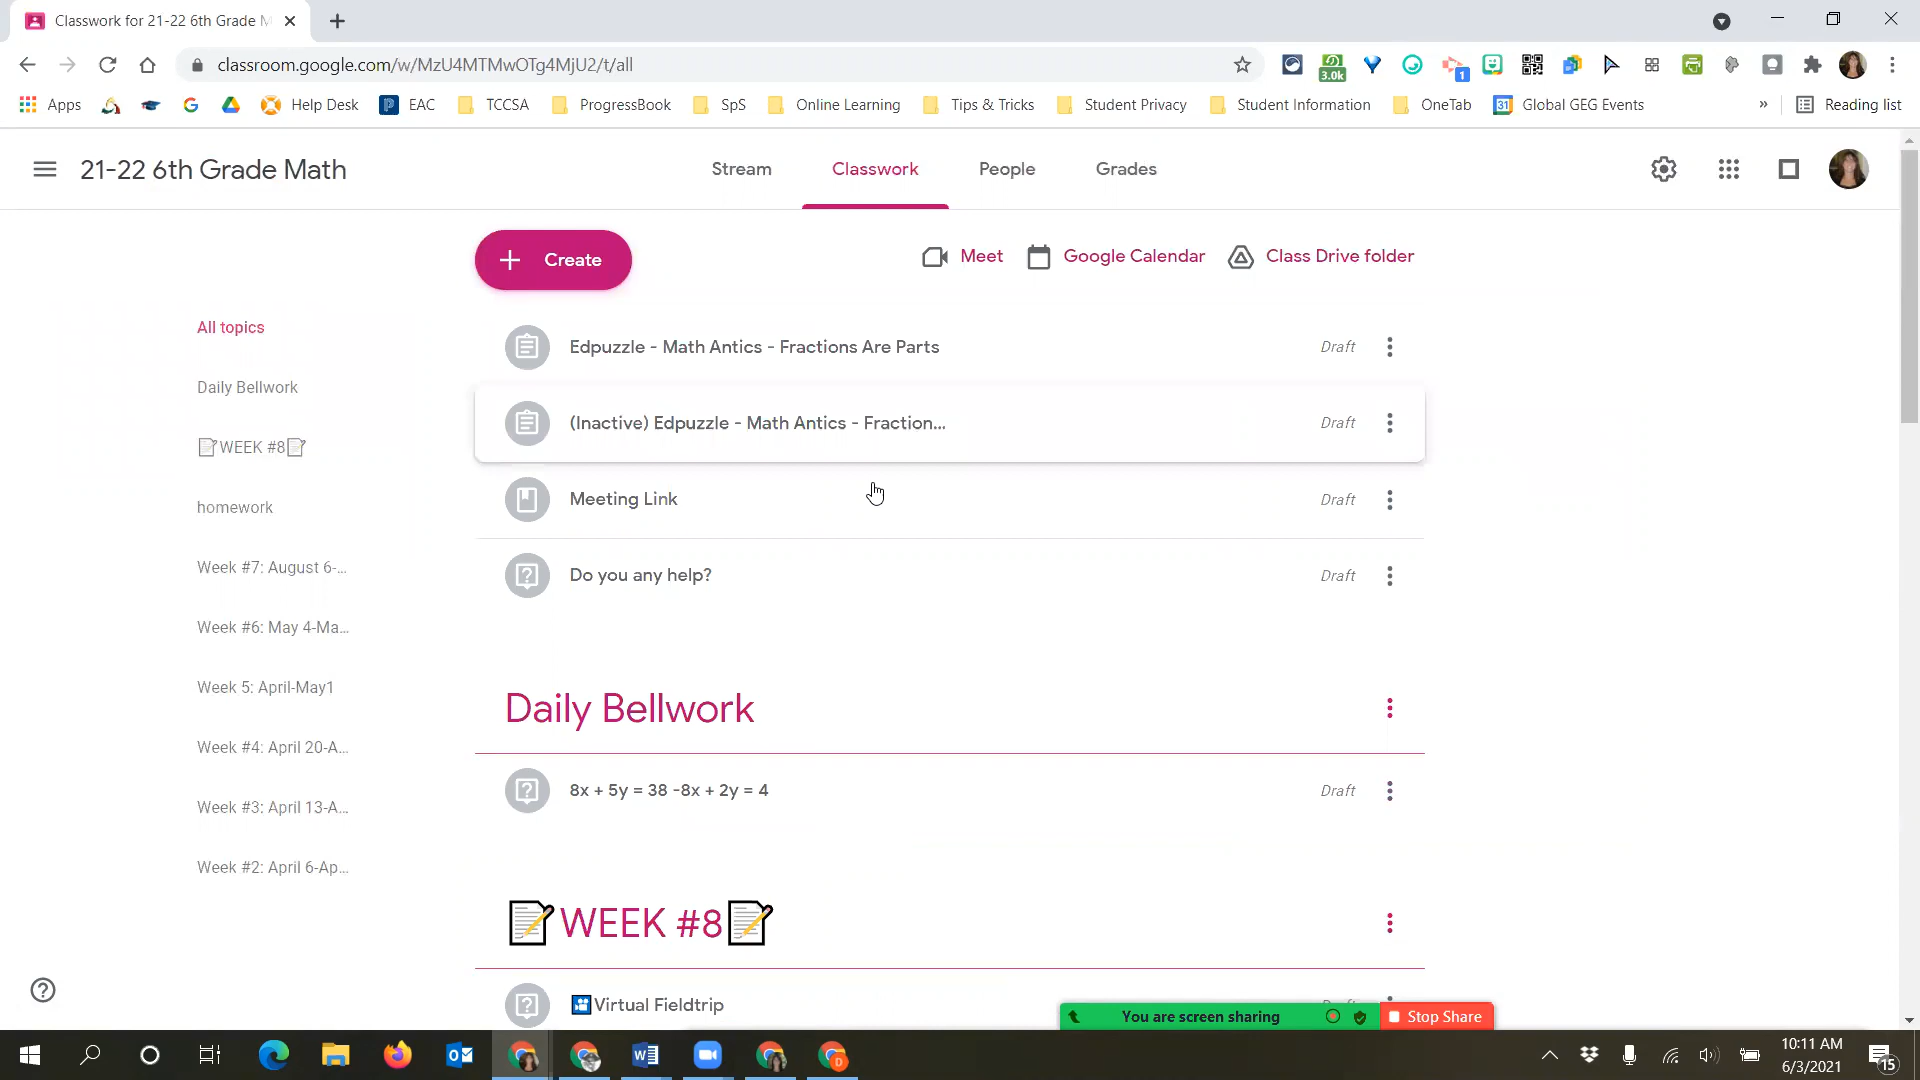 Classwork for 21-22 6th Grade M
classroom.google.com/w/MzU4MTMwOTg4MjU2/t/all
3.0k
1
Apps
Help Desk
EAC
TCCSA
ProgressBook
SpS
Online Learning
Tips & Tricks
Student Privacy
Student Information
OneTab
31
Global GEG Events
»
Reading list
21-22 6th Grade Math
Stream
Classwork
People
Grades
+ Create
Meet
Google Calendar
Class Drive folder
All topics
Daily Bellwork
📝WEEK #8📝
homework
Week #7: August 6-...
Week #6: May 4-Ma...
Week 5: April-May1
Week #4: April 20-A...
Week #3: April 13-A...
Week #2: April 6-Ap...
Edpuzzle - Math Antics - Fractions Are Parts
Draft
(Inactive) Edpuzzle - Math Antics - Fraction...
Draft
Meeting Link
Draft
Do you any help?
Draft
Daily Bellwork
8x + 5y = 38 -8x + 2y = 4
Draft
📝WEEK #8📝
🎦Virtual Fieldtrip
Draft
You are screen sharing
Stop Share
10:11 AM
6/3/2021
15